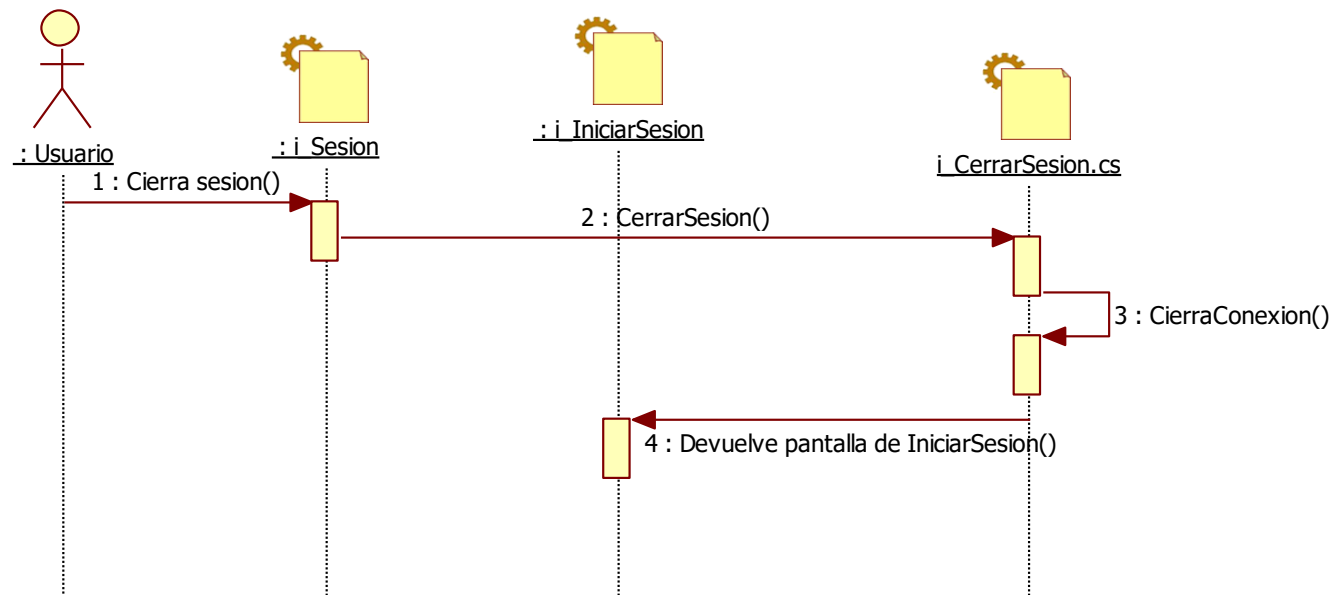 : Usuario
: i_Sesion
: i_IniciarSesion
i_CerrarSesion.cs
1 : Cierra sesion()
2 : CerrarSesion()
3 : CierraConexion()
4 : Devuelve pantalla de IniciarSesion()